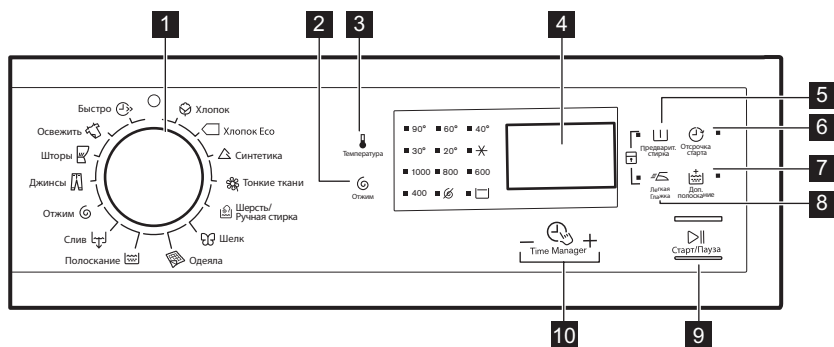 1
2
3
4
5
6
7
8
9
10
Быстро
Освежить
Шторы
Джинсы
Отжим
Слив
Полоскание
Хлопок
Хлопок Eco
Синтетика
Тонкие ткани
Шерсть/
Ручная стирка
Шелк
Одеяла
Температура
Отжим
90° 60° 40°
30° 20°
1000 800 600
400
Предварит.
стирка
Отсрочка
старта
Легкая
Глажка
Доп.
полоскание
− +
Time Manager
Старт/Пауза